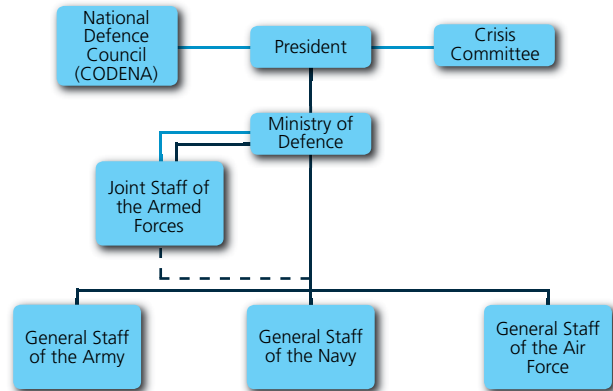 National
Defence
Council
(CODENA)
President
Crisis
Committee
Ministry of
Defence
Joint Staff of
the Armed
Forces
General Staff
of the Army
General Staff
of the Navy
General Staff
of the Air
Force